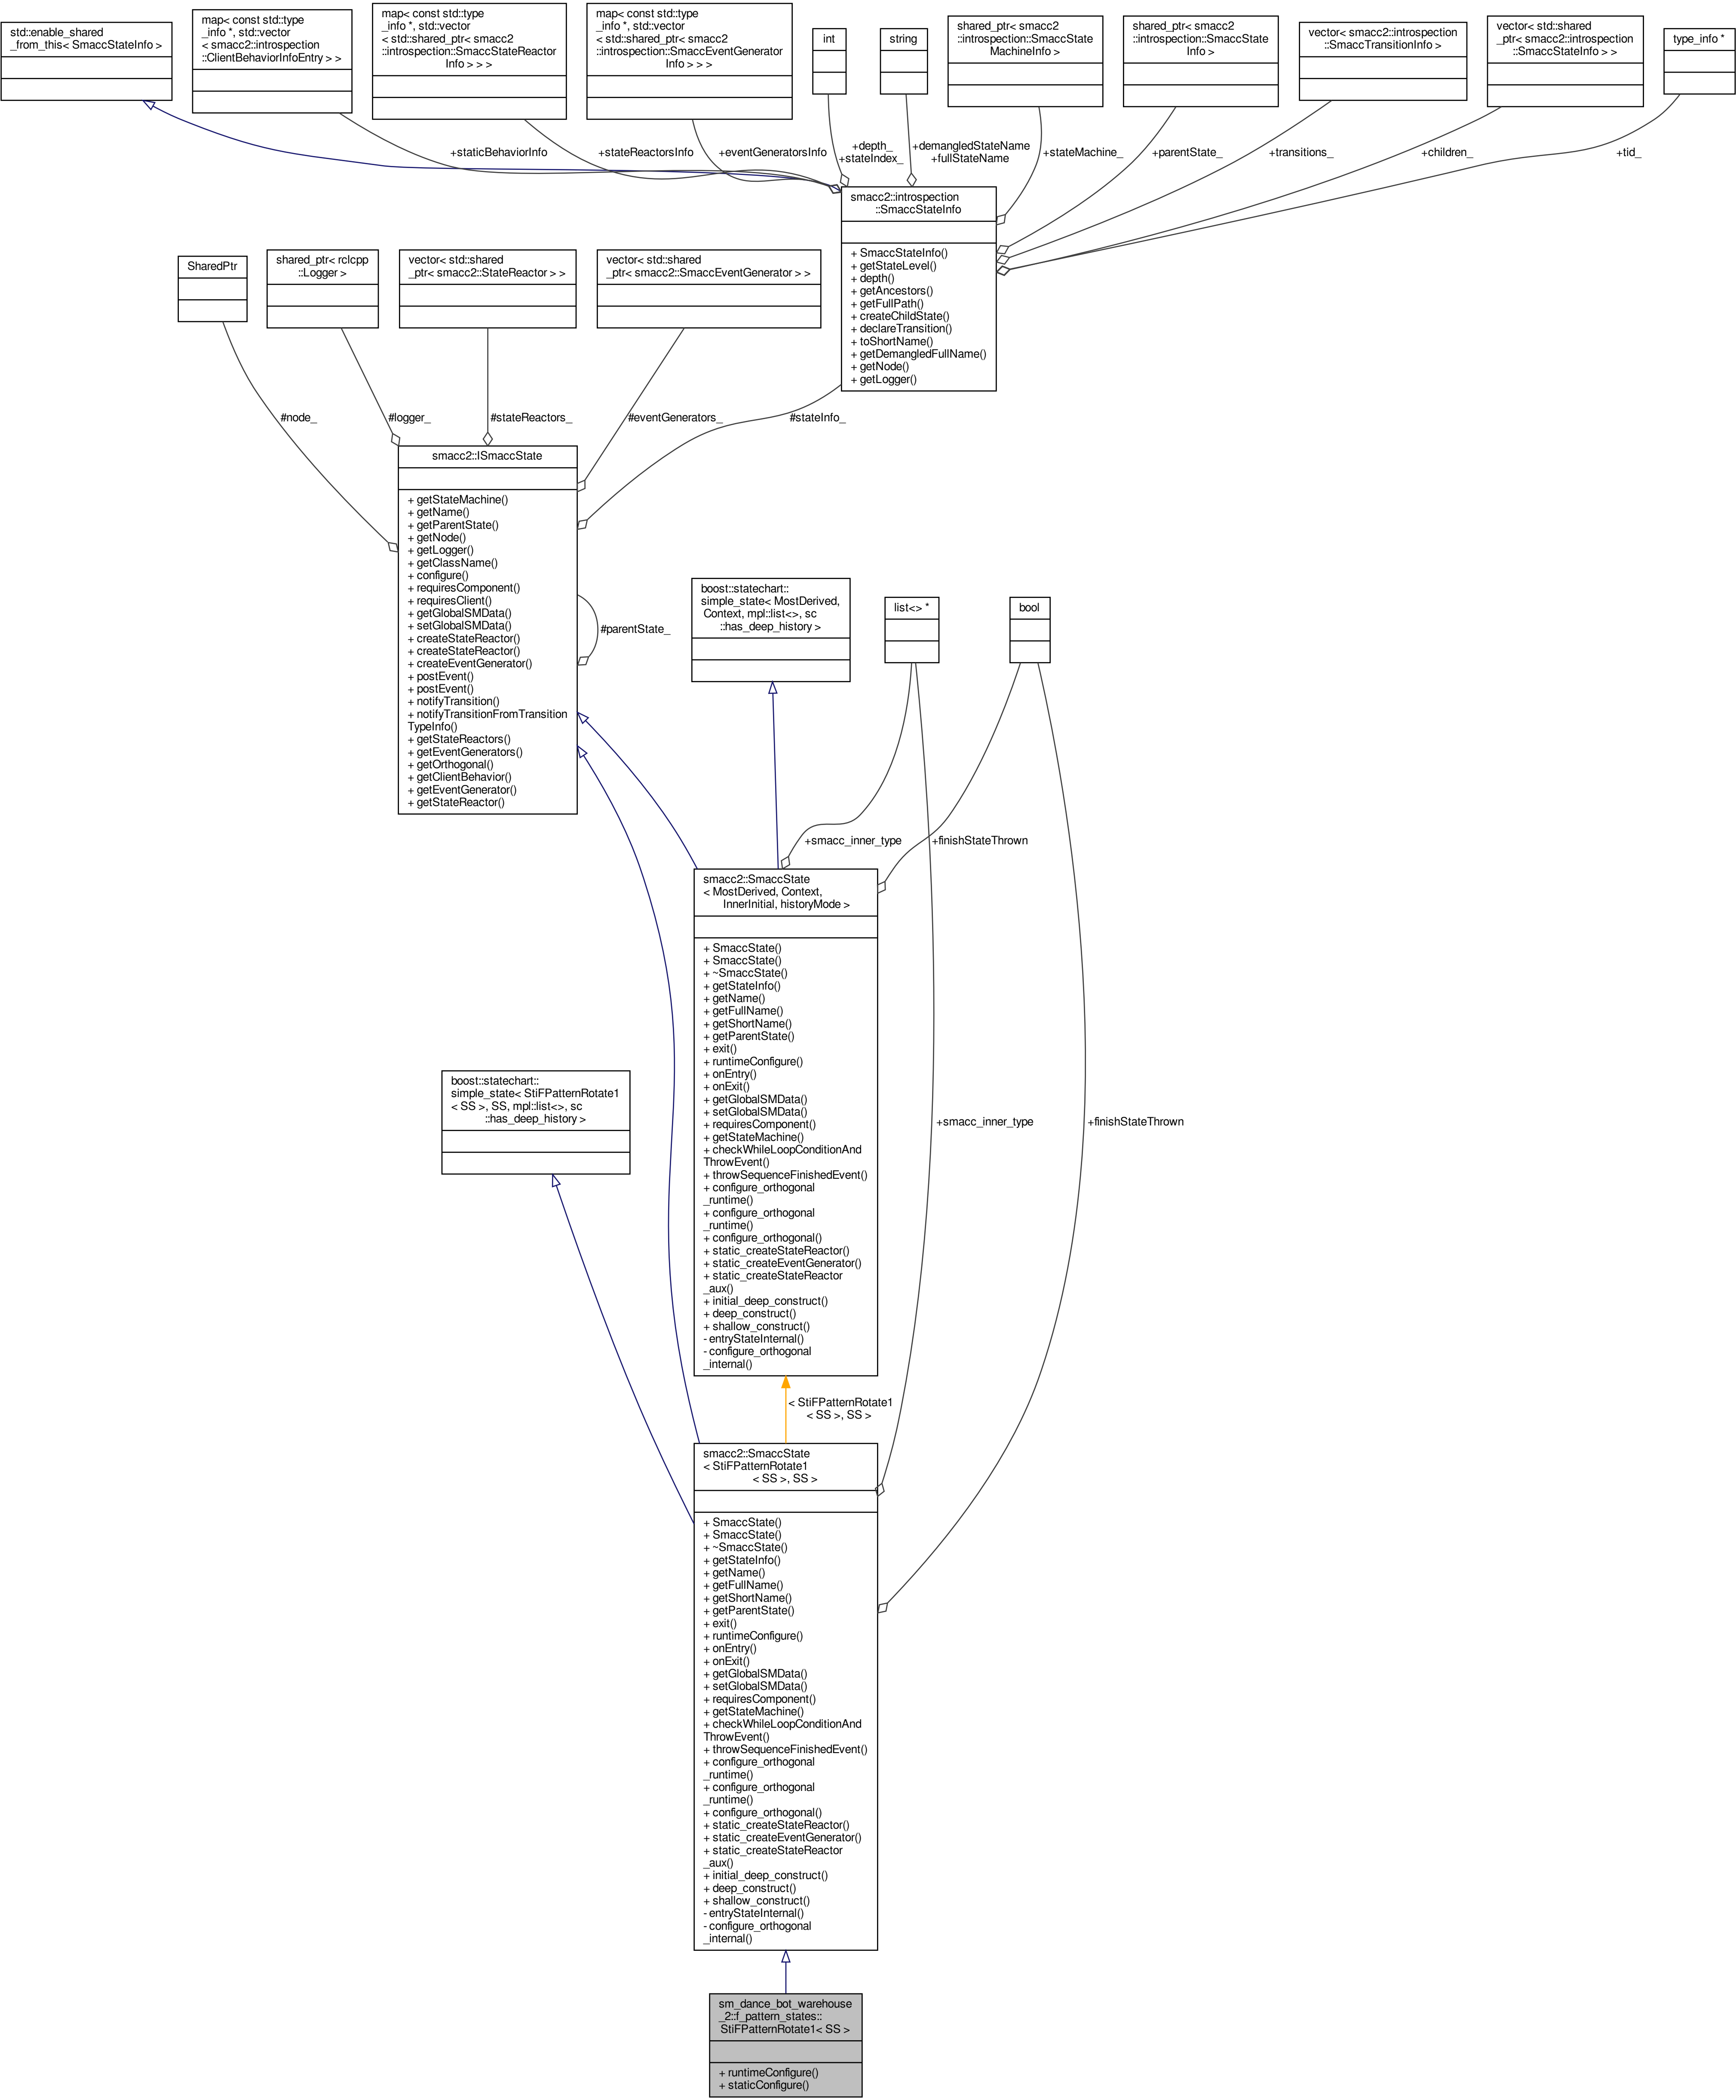 std::enable_shared
_from_this< SmaccStateInfo >
map< const std::type
_info *, std::vector
< smacc2::introspection
::ClientBehaviorInfoEntry > >
map< const std::type
_info *, std::vector
< std::shared_ptr< smacc2
::introspection::SmaccStateReactor
Info > > >
map< const std::type
_info *, std::vector
< std::shared_ptr< smacc2
::introspection::SmaccEventGenerator
Info > > >
int
string
shared_ptr< smacc2
::introspection::SmaccState
MachineInfo >
shared_ptr< smacc2
::introspection::SmaccState
Info >
vector< smacc2::introspection
::SmaccTransitionInfo >
vector< std::shared
_ptr< smacc2::introspection
::SmaccStateInfo > >
type_info *
+staticBehaviorInfo
+stateReactorsInfo
+eventGeneratorsInfo
+depth_
+stateIndex_
+demangledStateName
+fullStateName
+stateMachine_
+parentState_
+transitions_
+children_
+tid_
smacc2::introspection
::SmaccStateInfo
+ SmaccStateInfo()
+ getStateLevel()
+ depth()
+ getAncestors()
+ getFullPath()
+ createChildState()
+ declareTransition()
+ toShortName()
+ getDemangledFullName()
+ getNode()
+ getLogger()
SharedPtr
shared_ptr< rclcpp
::Logger >
vector< std::shared
_ptr< smacc2::StateReactor > >
vector< std::shared
_ptr< smacc2::SmaccEventGenerator > >
#node_
#logger_
#stateReactors_
#eventGenerators_
#stateInfo_
smacc2::ISmaccState
+ getStateMachine()
+ getName()
+ getParentState()
+ getNode()
+ getLogger()
+ getClassName()
+ configure()
+ requiresComponent()
+ requiresClient()
+ getGlobalSMData()
+ setGlobalSMData()
+ createStateReactor()
+ createStateReactor()
+ createEventGenerator()
+ postEvent()
+ postEvent()
+ notifyTransition()
+ notifyTransitionFromTransition
TypeInfo()
+ getStateReactors()
+ getEventGenerators()
+ getOrthogonal()
+ getClientBehavior()
+ getEventGenerator()
+ getStateReactor()
#parentState_
boost::statechart::
simple_state< MostDerived,
Context, mpl::list<>, sc
::has_deep_history >
list<> *
bool
+smacc_inner_type
+finishStateThrown
smacc2::SmaccState
< MostDerived, Context,
InnerInitial, historyMode >
+ SmaccState()
+ SmaccState()
+ ~SmaccState()
+ getStateInfo()
+ getName()
+ getFullName()
+ getShortName()
+ getParentState()
+ exit()
+ runtimeConfigure()
+ onEntry()
+ onExit()
+ getGlobalSMData()
+ setGlobalSMData()
+ requiresComponent()
+ getStateMachine()
+ checkWhileLoopConditionAnd
ThrowEvent()
+ throwSequenceFinishedEvent()
+ configure_orthogonal
_runtime()
+ configure_orthogonal
_runtime()
+ configure_orthogonal()
+ static_createStateReactor()
+ static_createEventGenerator()
+ static_createStateReactor
_aux()
+ initial_deep_construct()
+ deep_construct()
+ shallow_construct()
- entryStateInternal()
- configure_orthogonal
_internal()
boost::statechart::
simple_state< StiFPatternRotate1
< SS >, SS, mpl::list<>, sc
::has_deep_history >
+smacc_inner_type
+finishStateThrown
< StiFPatternRotate1
< SS >, SS >
smacc2::SmaccState
< StiFPatternRotate1
< SS >, SS >
+ SmaccState()
+ SmaccState()
+ ~SmaccState()
+ getStateInfo()
+ getName()
+ getFullName()
+ getShortName()
+ getParentState()
+ exit()
+ runtimeConfigure()
+ onEntry()
+ onExit()
+ getGlobalSMData()
+ setGlobalSMData()
+ requiresComponent()
+ getStateMachine()
+ checkWhileLoopConditionAnd
ThrowEvent()
+ throwSequenceFinishedEvent()
+ configure_orthogonal
_runtime()
+ configure_orthogonal
_runtime()
+ configure_orthogonal()
+ static_createStateReactor()
+ static_createEventGenerator()
+ static_createStateReactor
_aux()
+ initial_deep_construct()
+ deep_construct()
+ shallow_construct()
- entryStateInternal()
- configure_orthogonal
_internal()
sm_dance_bot_warehouse
_2::f_pattern_states::
StiFPatternRotate1< SS >
+ runtimeConfigure()
+ staticConfigure()